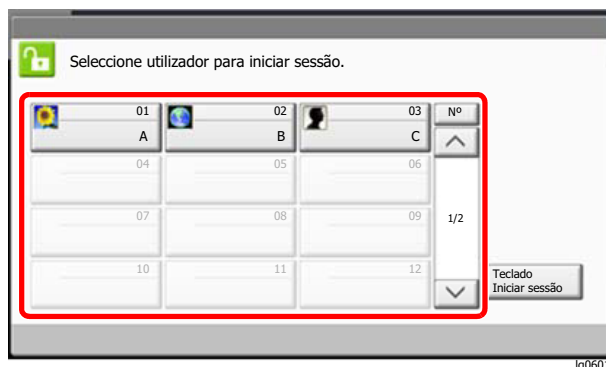 Seleccione utilizador para iniciar sessão.
01 02 03 Nº
A B C
04 05 06
07 08 09 1/2
10 11 12
Teclado
Iniciar sessão